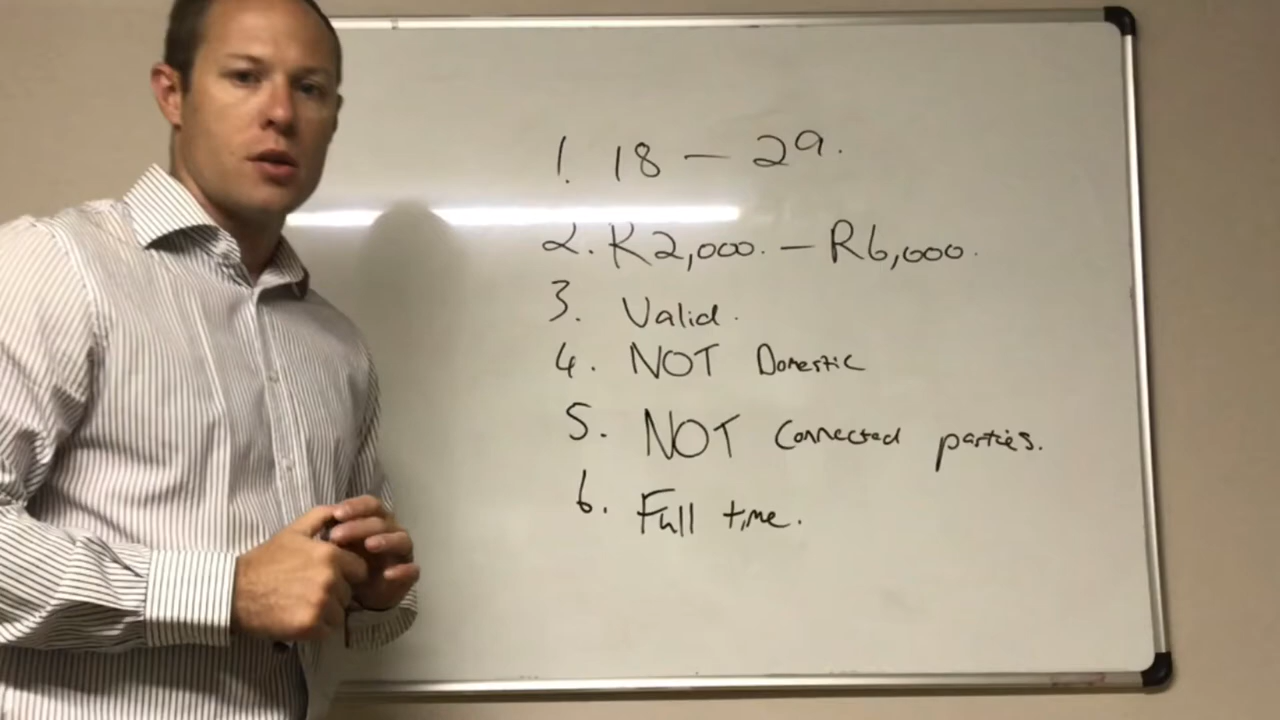 1. 18 — 29.
2. R2,000. — R6,000.
3. Valid.
4. NOT Domestic
5. NOT Connected parties.
6. Full time.